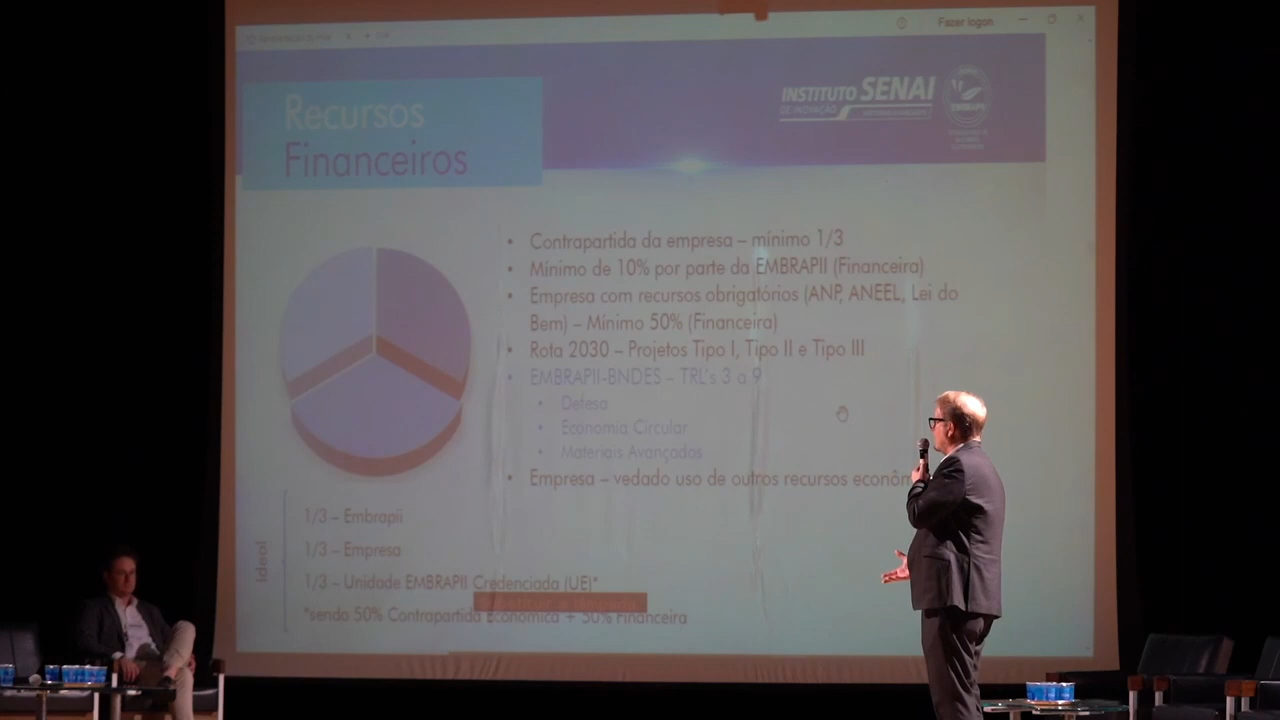 Fazer logon
Recursos
Financeiros
INSTITUTO SENAI
DE INOVAÇÃO
EMBRAPII
• Contrapartida da empresa – mínimo 1/3
• Mínimo de 10% por parte da EMBRAPII (Financeira)
• Empresa com recursos obrigatórios (ANP, ANEEL, Lei do
Bem) – Mínimo 50% (Financeira)
• Rota 2030 – Projetos Tipo I, Tipo II e Tipo III
• EMBRAPII-BNDES – TRL's 3 a 9
• Defesa
• Economia Circular
• Materiais Avançados
• Empresa – vedado uso de outros recursos
Ideal
1/3 – Embrapii
1/3 – Empresa
1/3 – Unidade EMBRAPII Credenciada (UE)*
*sendo 50% Contrapartida Econômica + 50% Financeira